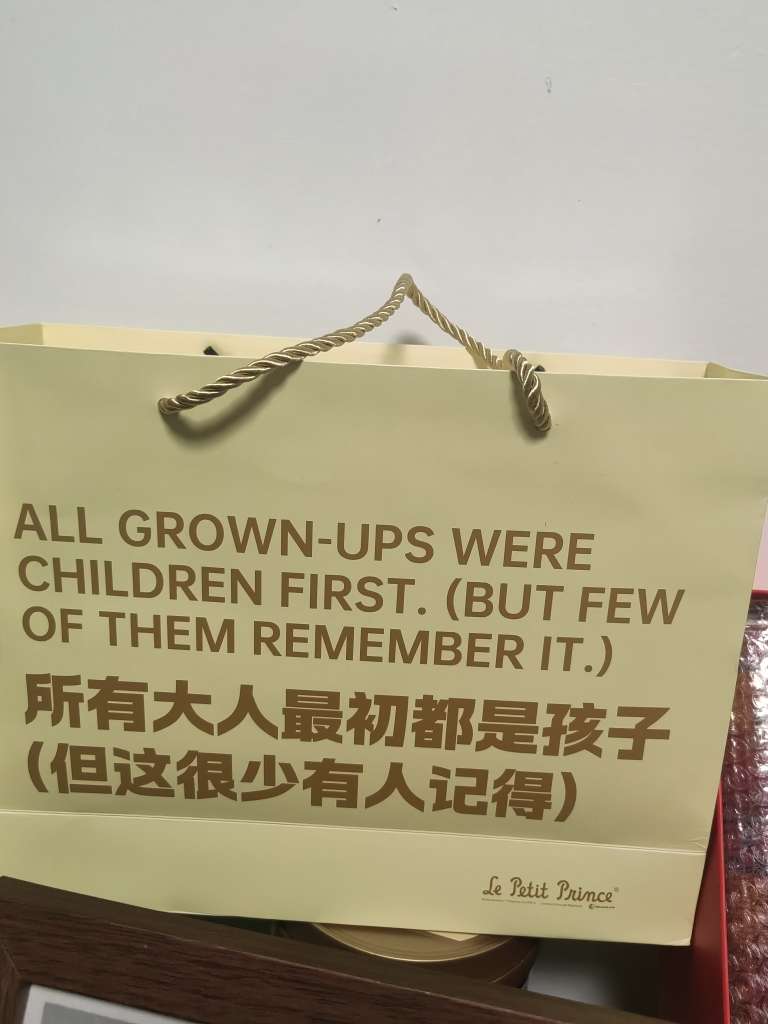 ALL GROWN-UPS WERE
CHILDREN FIRST. (BUT FEW
OF THEM REMEMBER IT.)
所有大人最初都是孩子
(但这很少有人记得)
Le Petit Prince®